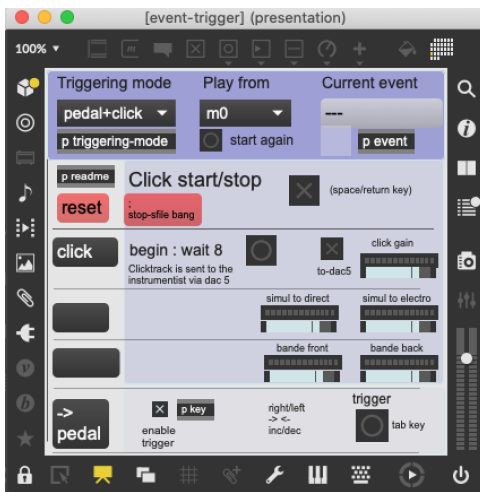 [event-trigger] (presentation)
100%
Triggering mode
Play from
Current event
pedal+click
m0
---
p triggering-mode
start again
p event
p readme
Click start/stop
(space/return key)
reset
;
stop-sfile bang
click
begin : wait 8
click gain
Clicktrack is sent to the
instrumentist via dac 5
to-dac5
simul to direct
simul to electro
bande front
bande back
->
pedal
p key
enable
trigger
right/left
-> <-
inc/dec
trigger
tab key